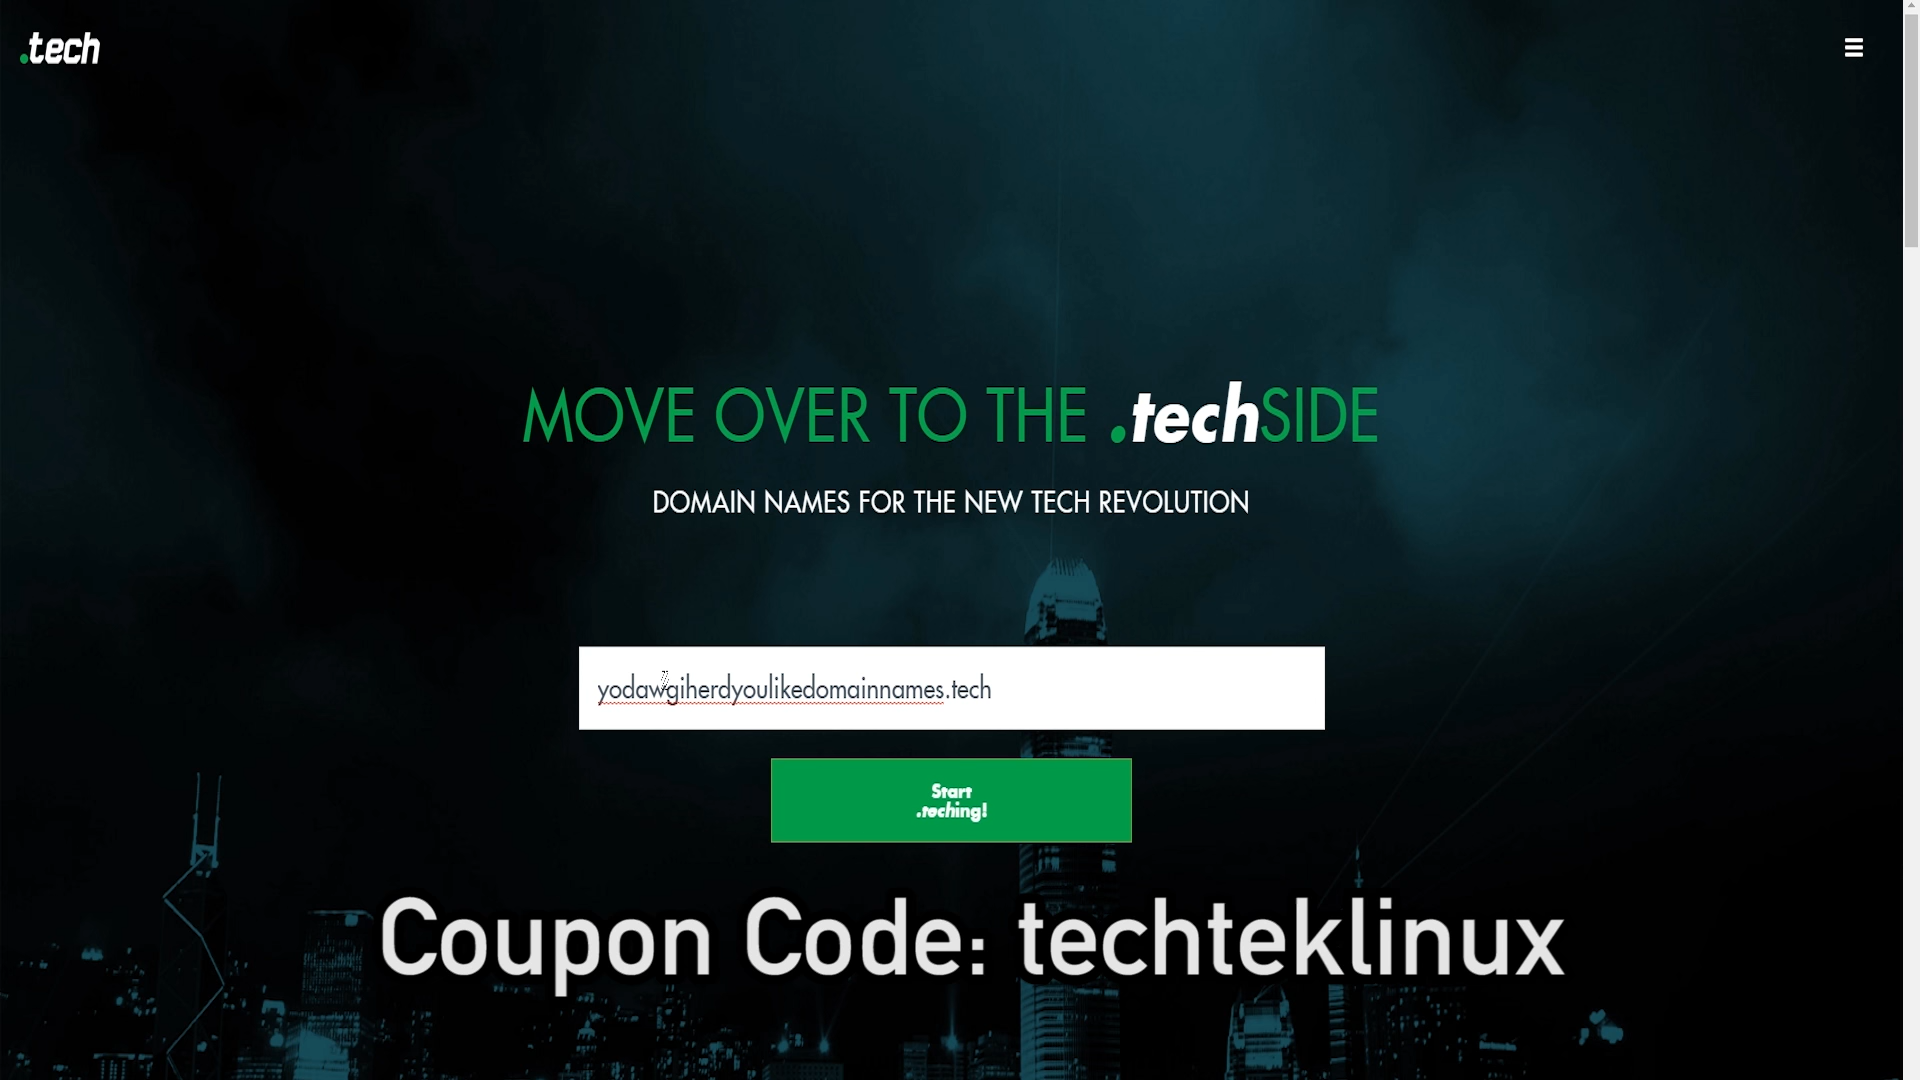 .tech
MOVE OVER TO THE .techSIDE
DOMAIN NAMES FOR THE NEW TECH REVOLUTION
yodawgiherdyoulikedomainnames.tech
Start
.teching!
Coupon Code: techteklinux